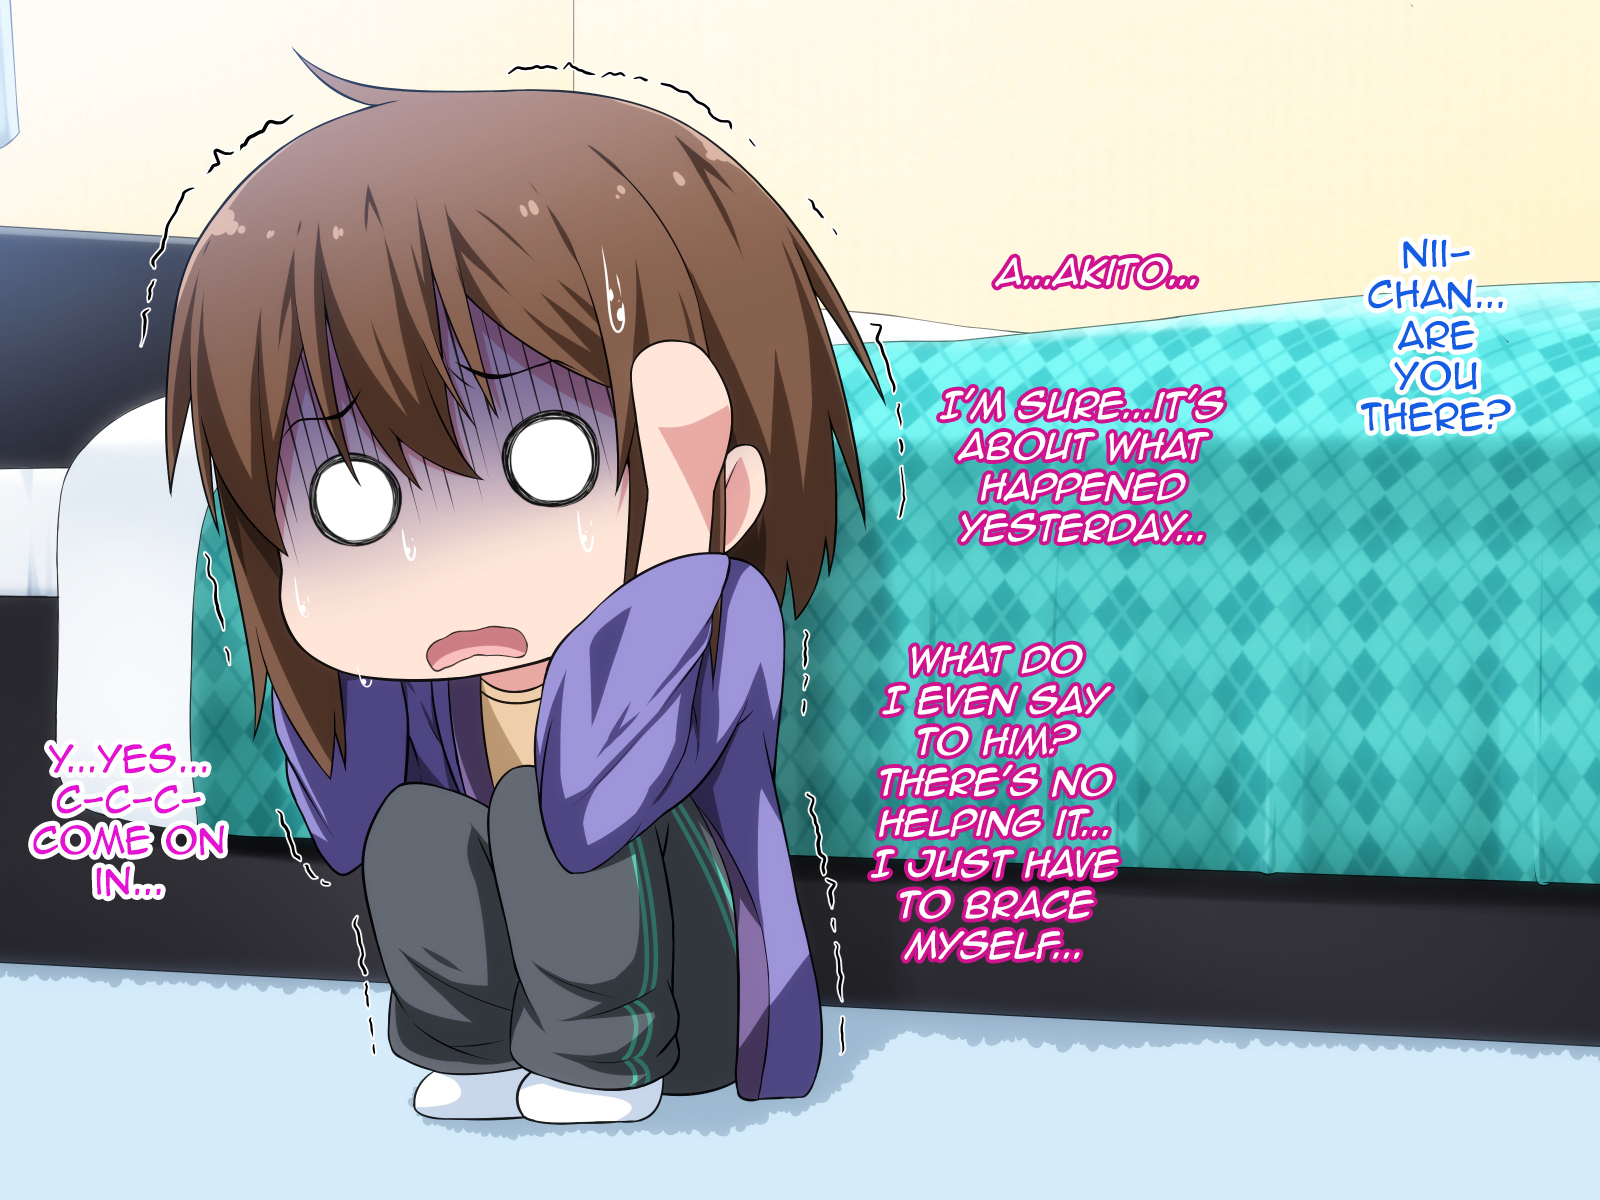 NII-
CHAN...
ARE
YOU
THERE?
A...AKITO...
I'M SURE...IT'S
ABOUT WHAT
HAPPENED
YESTERDAY...
WHAT DO
I EVEN SAY
TO HIM?
THERE'S NO
HELPING IT...
I JUST HAVE
TO BRACE
MYSELF...
Y...YES...
C-C-C-
COME ON
IN...